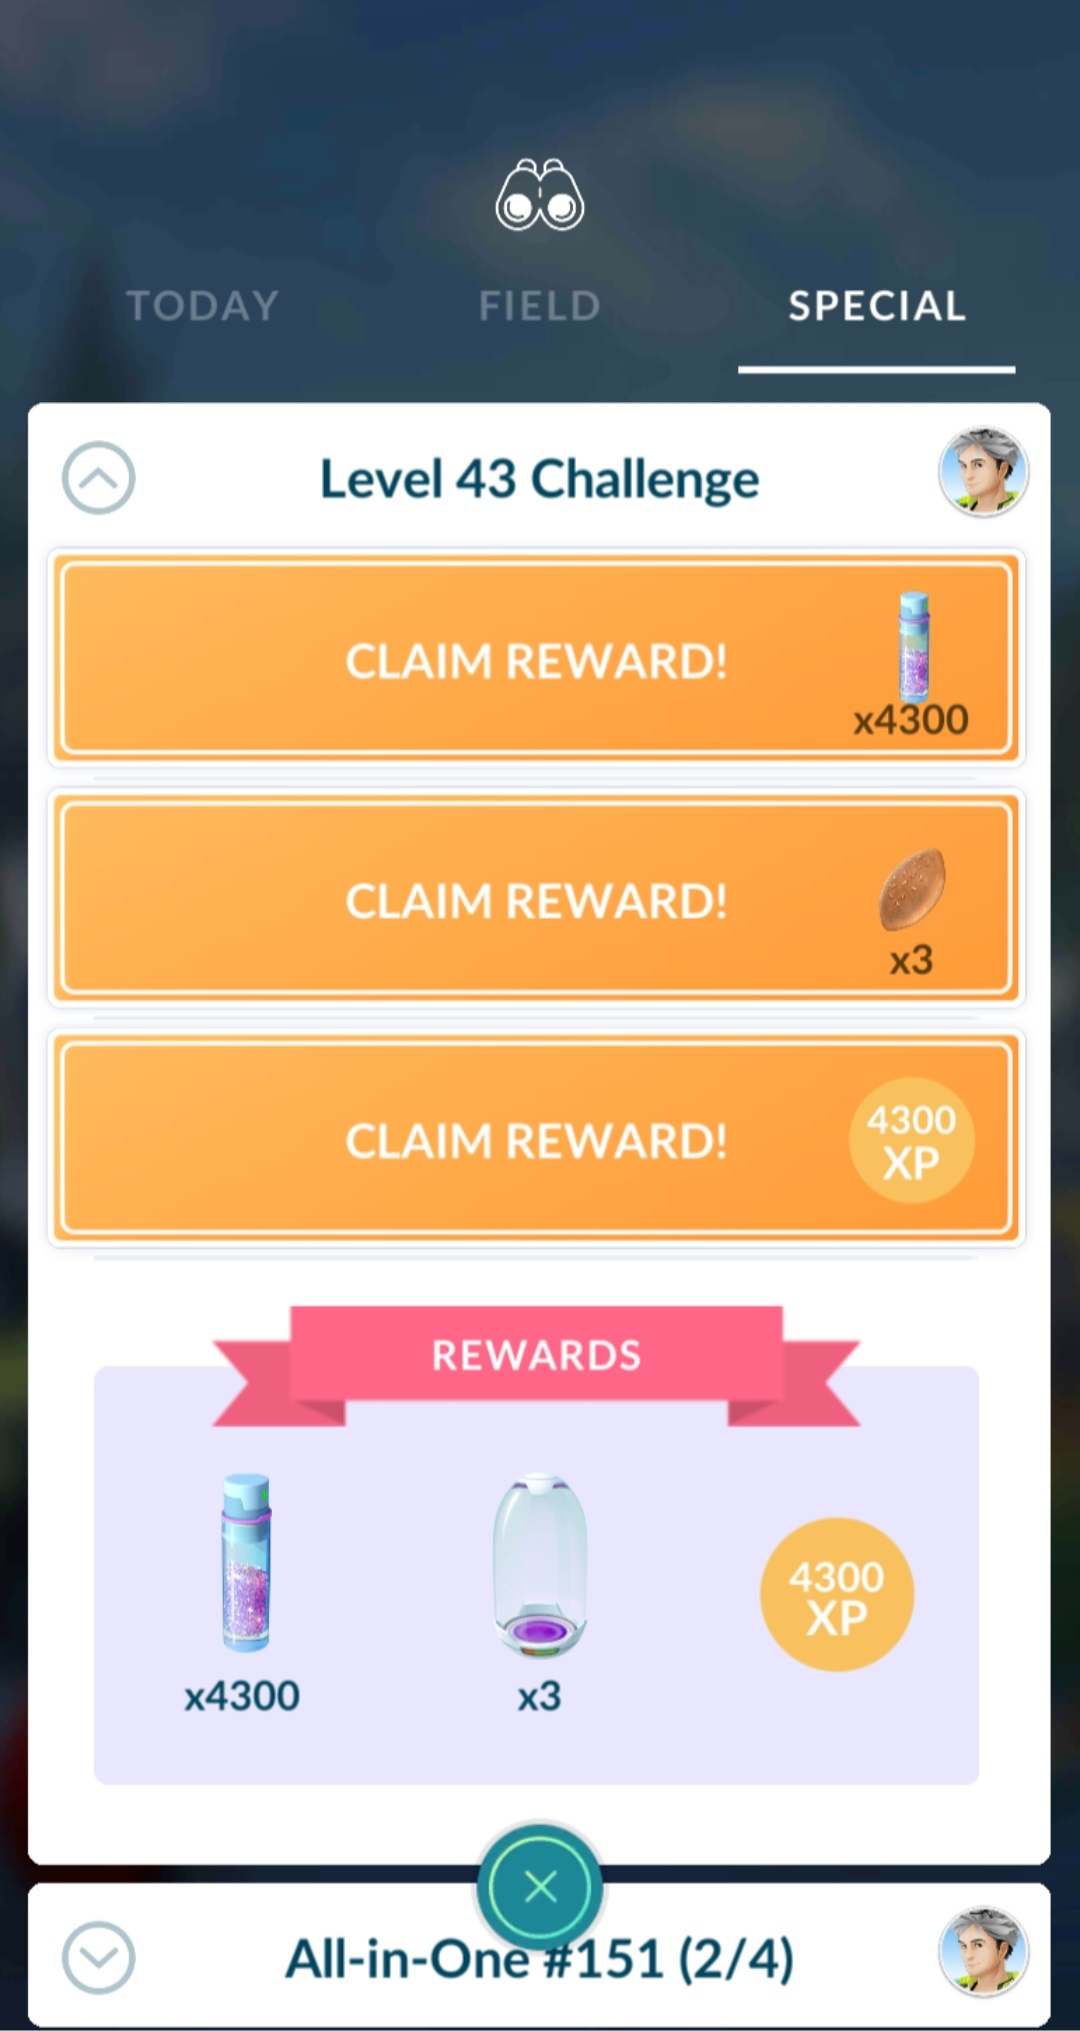 TODAY
FIELD
SPECIAL
Level 43 Challenge
CLAIM REWARD!
x4300
CLAIM REWARD!
x3
CLAIM REWARD!
4300
XP
REWARDS
x4300
x3
4300
XP
All-in-One #151 (2/4)